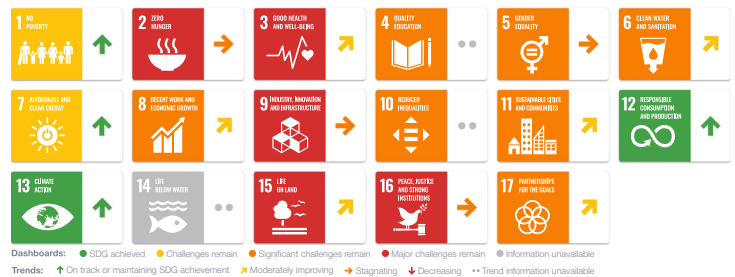 1 NO POVERTY
2 ZERO HUNGER
3 GOOD HEALTH AND WELL-BEING
4 QUALITY EDUCATION
5 GENDER EQUALITY
6 CLEAN WATER AND SANITATION
7 AFFORDABLE AND CLEAN ENERGY
8 DECENT WORK AND ECONOMIC GROWTH
9 INDUSTRY, INNOVATION AND INFRASTRUCTURE
10 REDUCED INEQUALITIES
11 SUSTAINABLE CITIES AND COMMUNITIES
12 RESPONSIBLE CONSUMPTION AND PRODUCTION
13 CLIMATE ACTION
14 LIFE BELOW WATER
15 LIFE ON LAND
16 PEACE, JUSTICE AND STRONG INSTITUTIONS
17 PARTNERSHIPS FOR THE GOALS
Dashboards: SDG achieved Challenges remain Significant challenges remain Major challenges remain Information unavailable
Trends: On track or maintaining SDG achievement Moderately improving Stagnating Decreasing Trend information unavailable